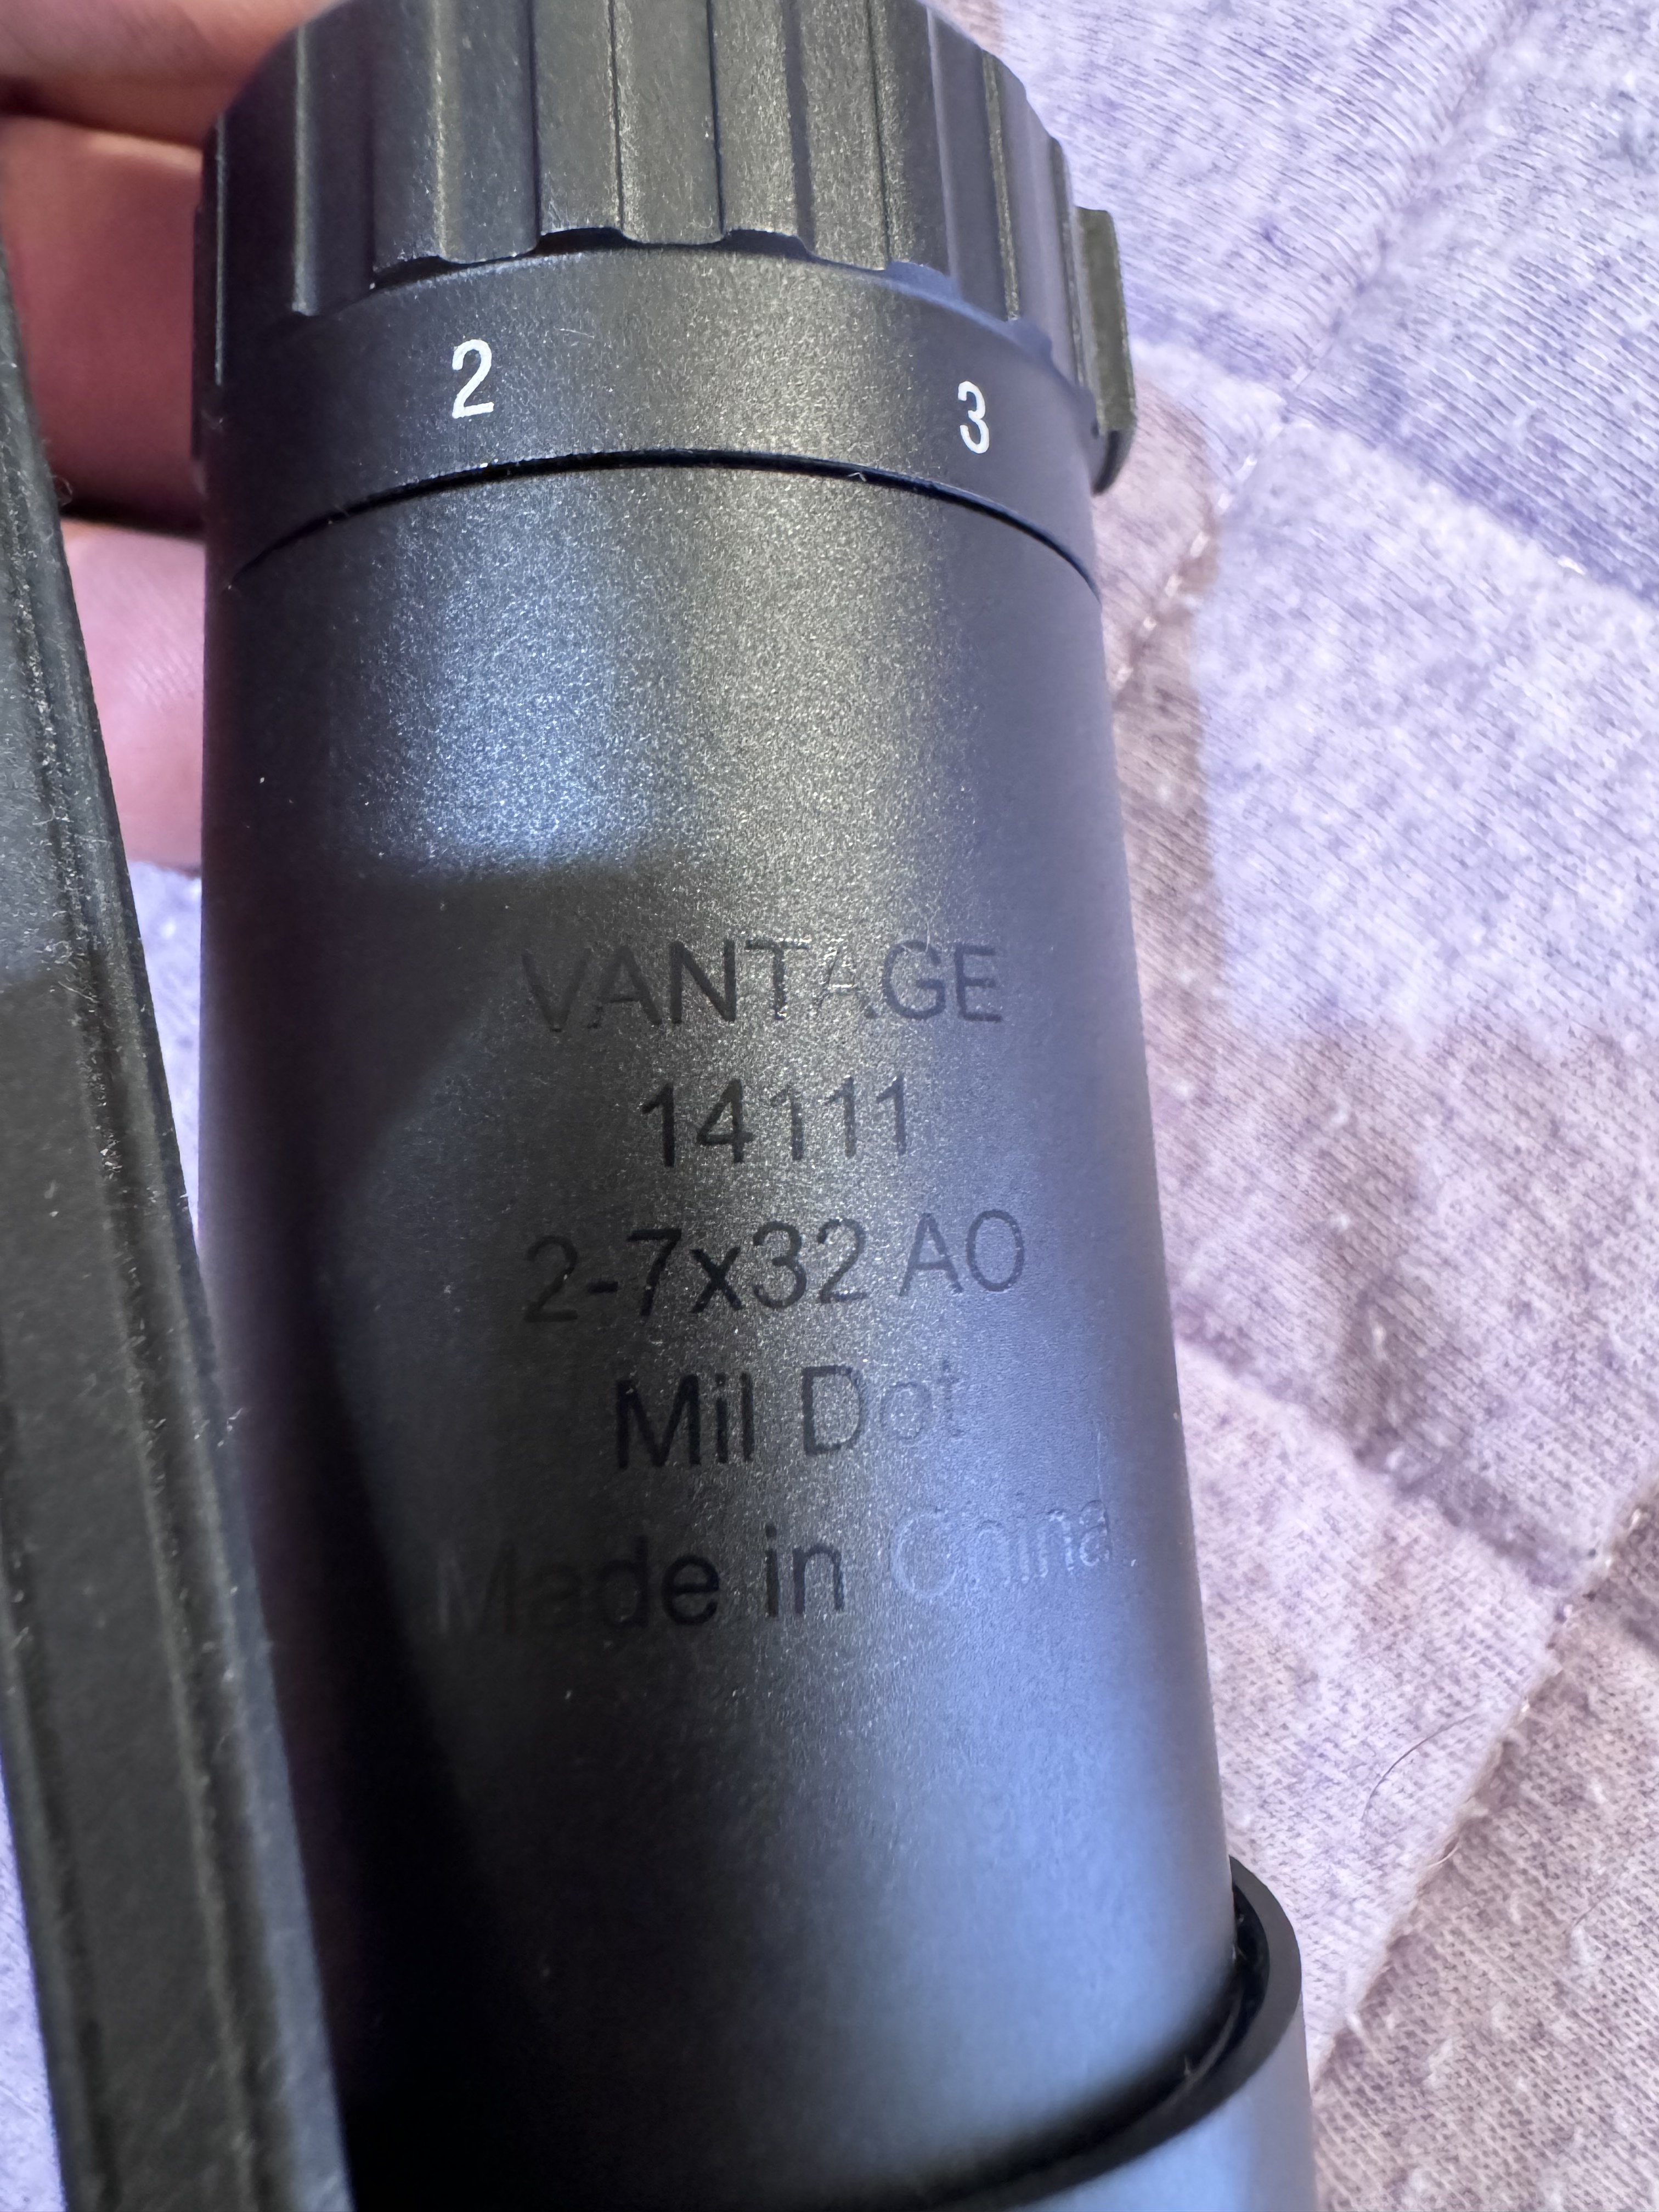 2 3
VANTAGE
14111
2-7x32 AO
Mil Dot
Made in China